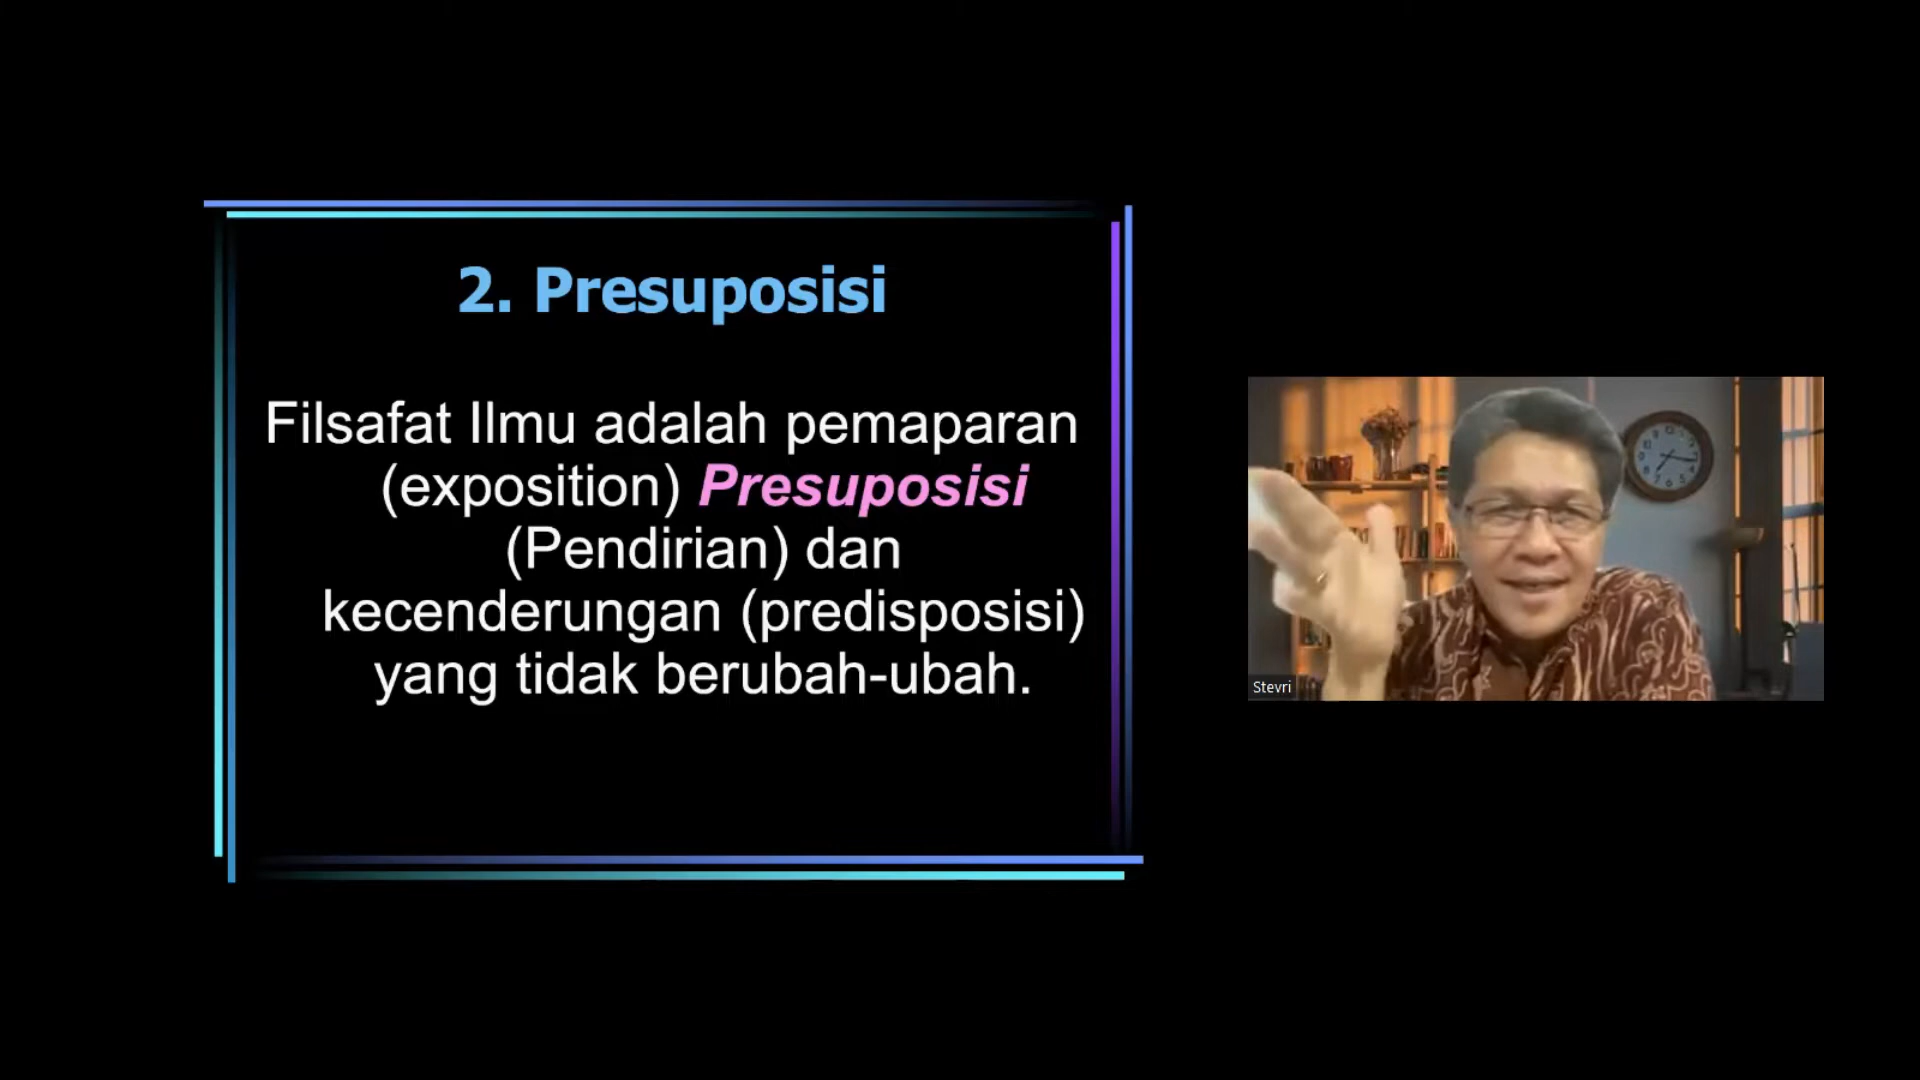 2. Presuposisi
Filsafat Ilmu adalah pemaparan
(exposition) Presuposisi
(Pendirian) dan
kecenderungan (predisposisi)
yang tidak berubah-ubah.
Stevri